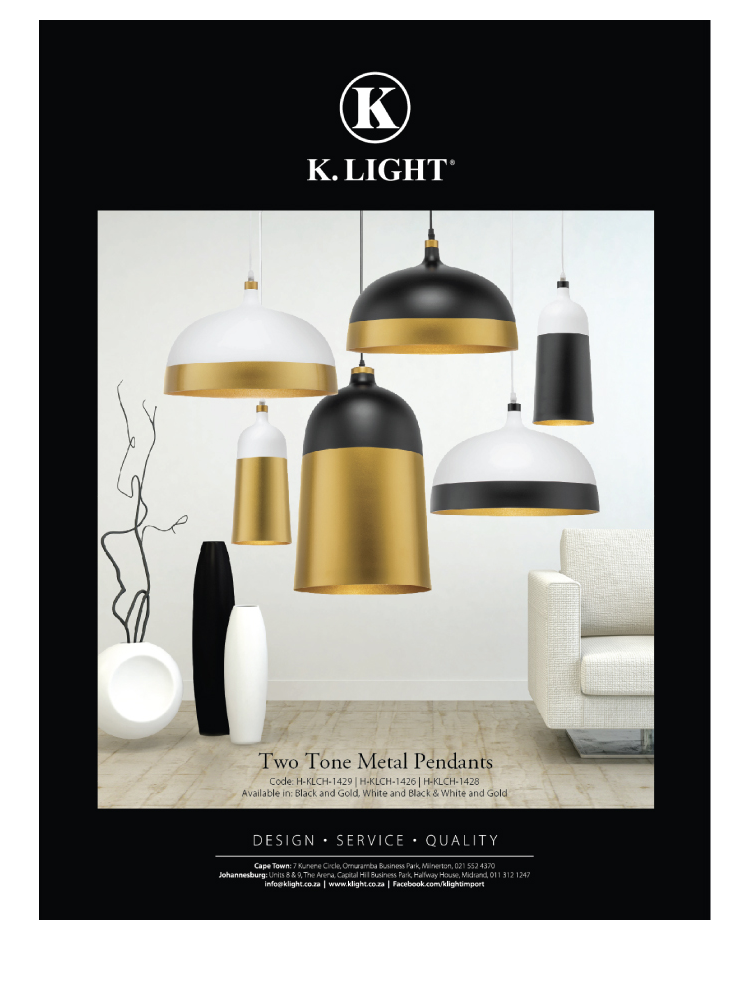 K
K. LIGHT®
Two Tone Metal Pendants
Code: H-KLCH-1429 | H-KLCH-1426 | H-KLCH-1428
Available in: Black and Gold, White and Black & White and Gold
DESIGN • SERVICE • QUALITY
Cape Town: 7 Kunene Circle, Omuramba Business Park, Milnerton, 021 552 4370
Johannesburg: Units 8 & 9, The Arena, Capital Hill Business Park, Halfway House, Midrand, 011 312 1247
info@klight.co.za | www.klight.co.za | Facebook.com/klightimport